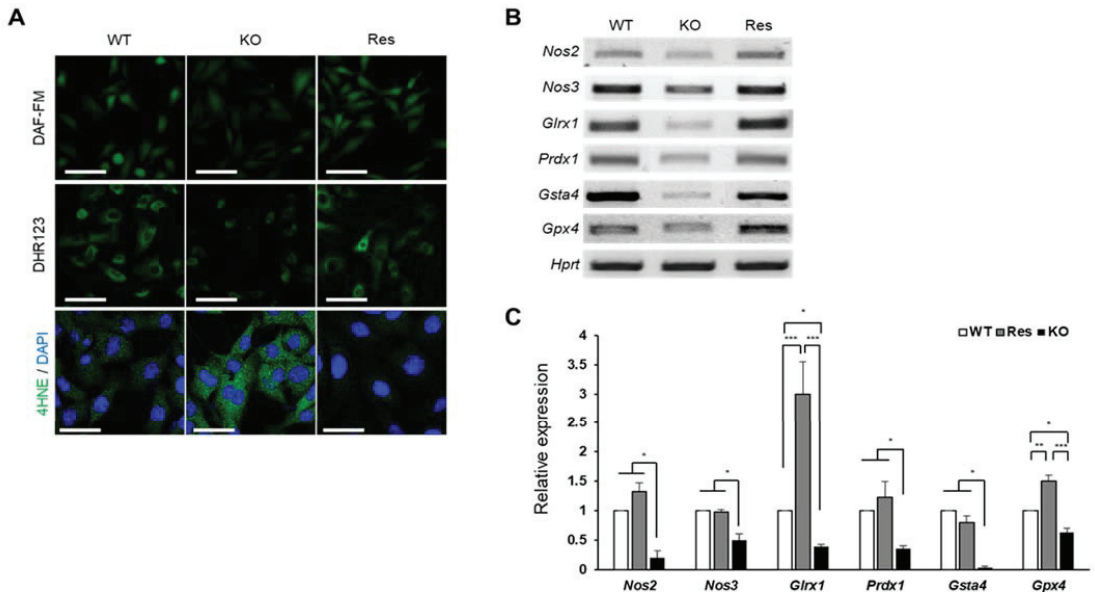 A
WT KO Res
DAF-FM
DHR123
4HNE / DAPI
B
WT KO Res
Nos2
Nos3
Glrx1
Prdx1
Gsta4
Gpx4
Hprt
C
WT Res KO
Relative expression
4
3.5
3
2.5
2
1.5
1
0.5
0
* * * *** *** * * * ** ***
Nos2 Nos3 Glrx1 Prdx1 Gsta4 Gpx4